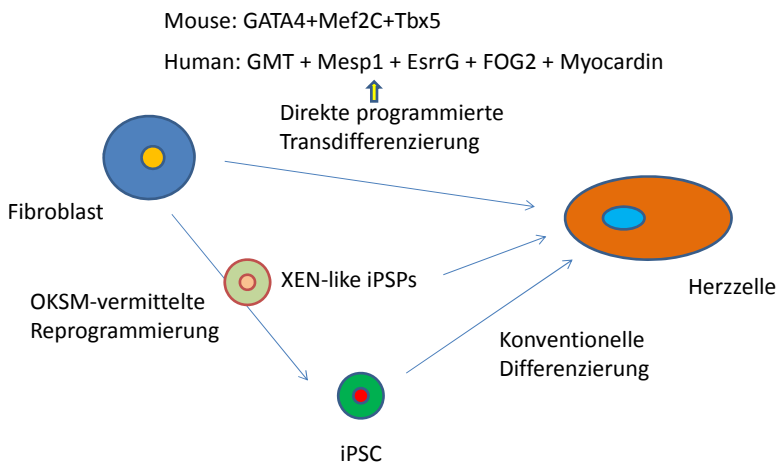 Mouse: GATA4+Mef2C+Tbx5
Human: GMT + Mesp1 + EsrrG + FOG2 + Myocardin
Direkte programmierte
Transdifferenzierung
Fibroblast
XEN-like iPSPs
Herzzelle
OKSM-vermittelte
Reprogrammierung
Konventionelle
Differenzierung
iPSC